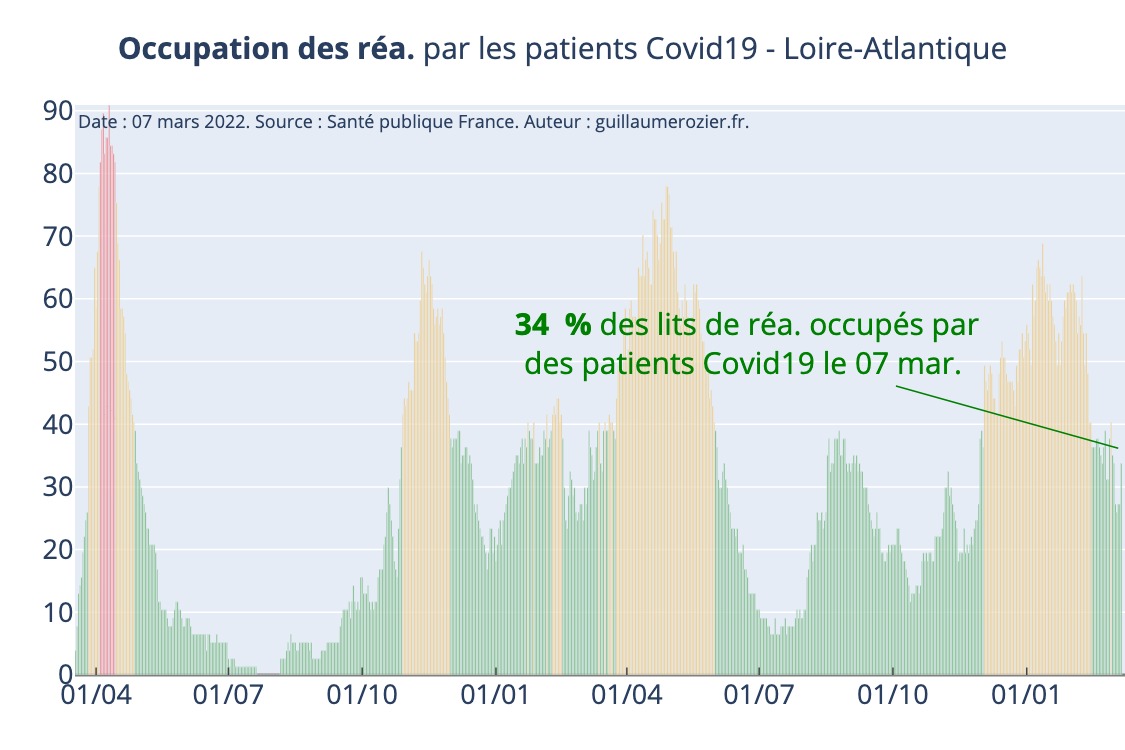 Occupation des réa. par les patients Covid19 - Loire-Atlantique
90
Date : 07 mars 2022. Source : Santé publique France. Auteur : guillaumerozier.fr.
80
70
60
34 % des lits de réa. occupés par
des patients Covid19 le 07 mar.
50
40
30
20
10
0
01/04 01/07 01/10 01/01 01/04 01/07 01/10 01/01